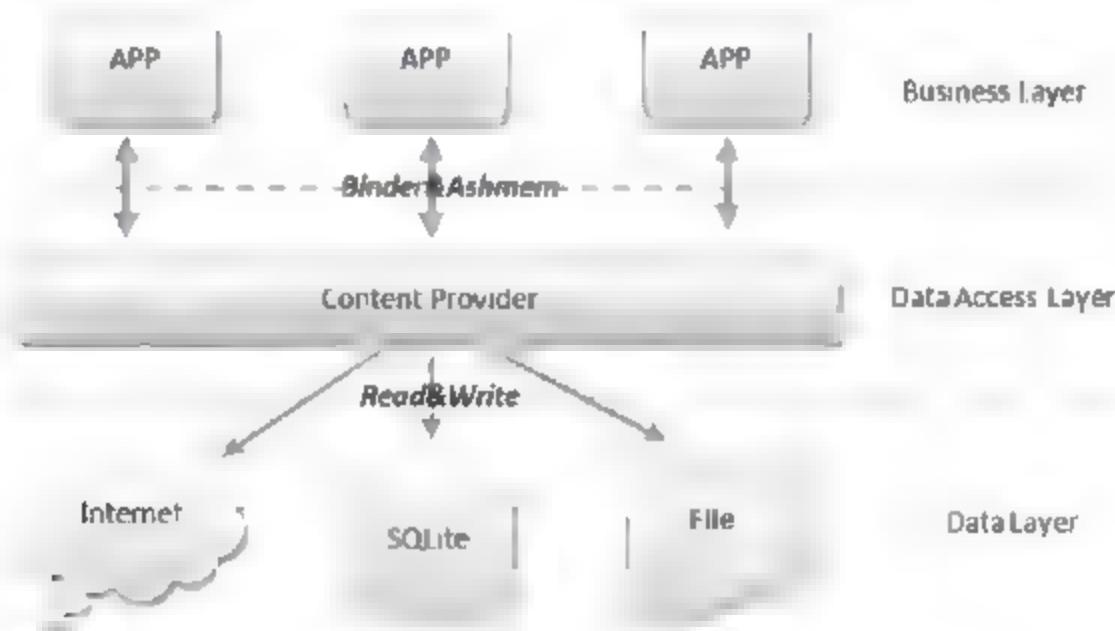 APP
APP
APP
Business Layer
Binder&Ashmem
Content Provider
Data Access Layer
Read&Write
Internet
SQLite
File
Data Layer